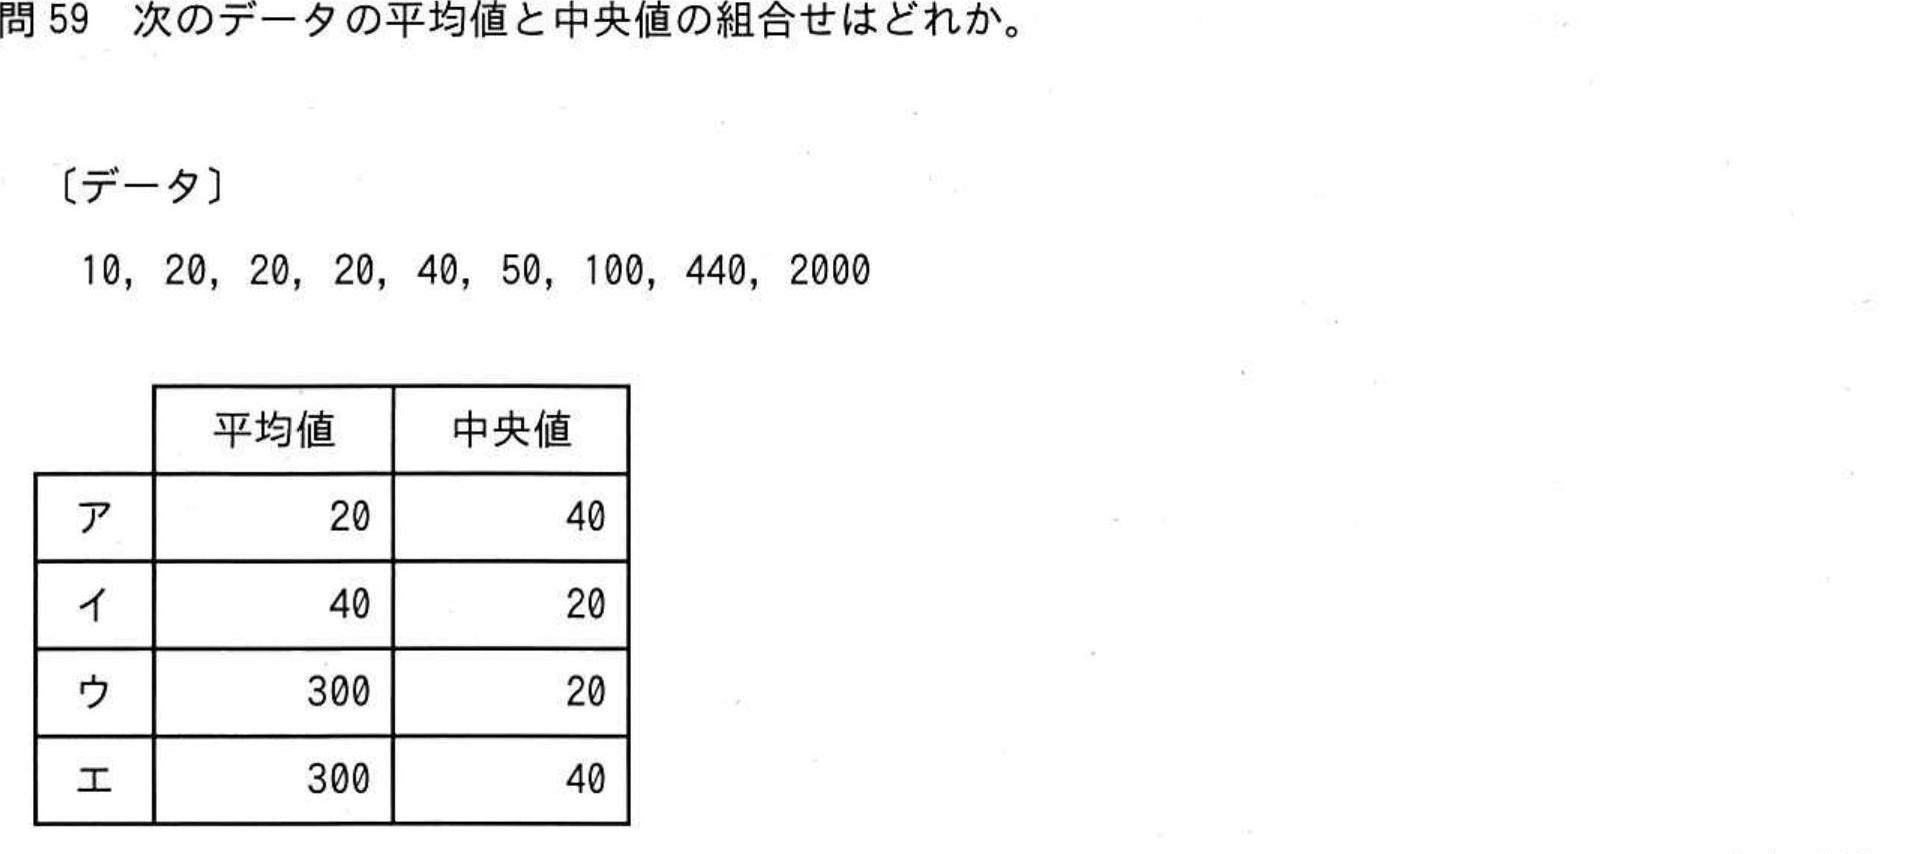 問59 次のデータの平均値と中央値の組合せはどれか。
〔データ〕
10, 20, 20, 20, 40, 50, 100, 440, 2000
平均値 中央値
ア 20 40
イ 40 20
ウ 300 20
エ 300 40